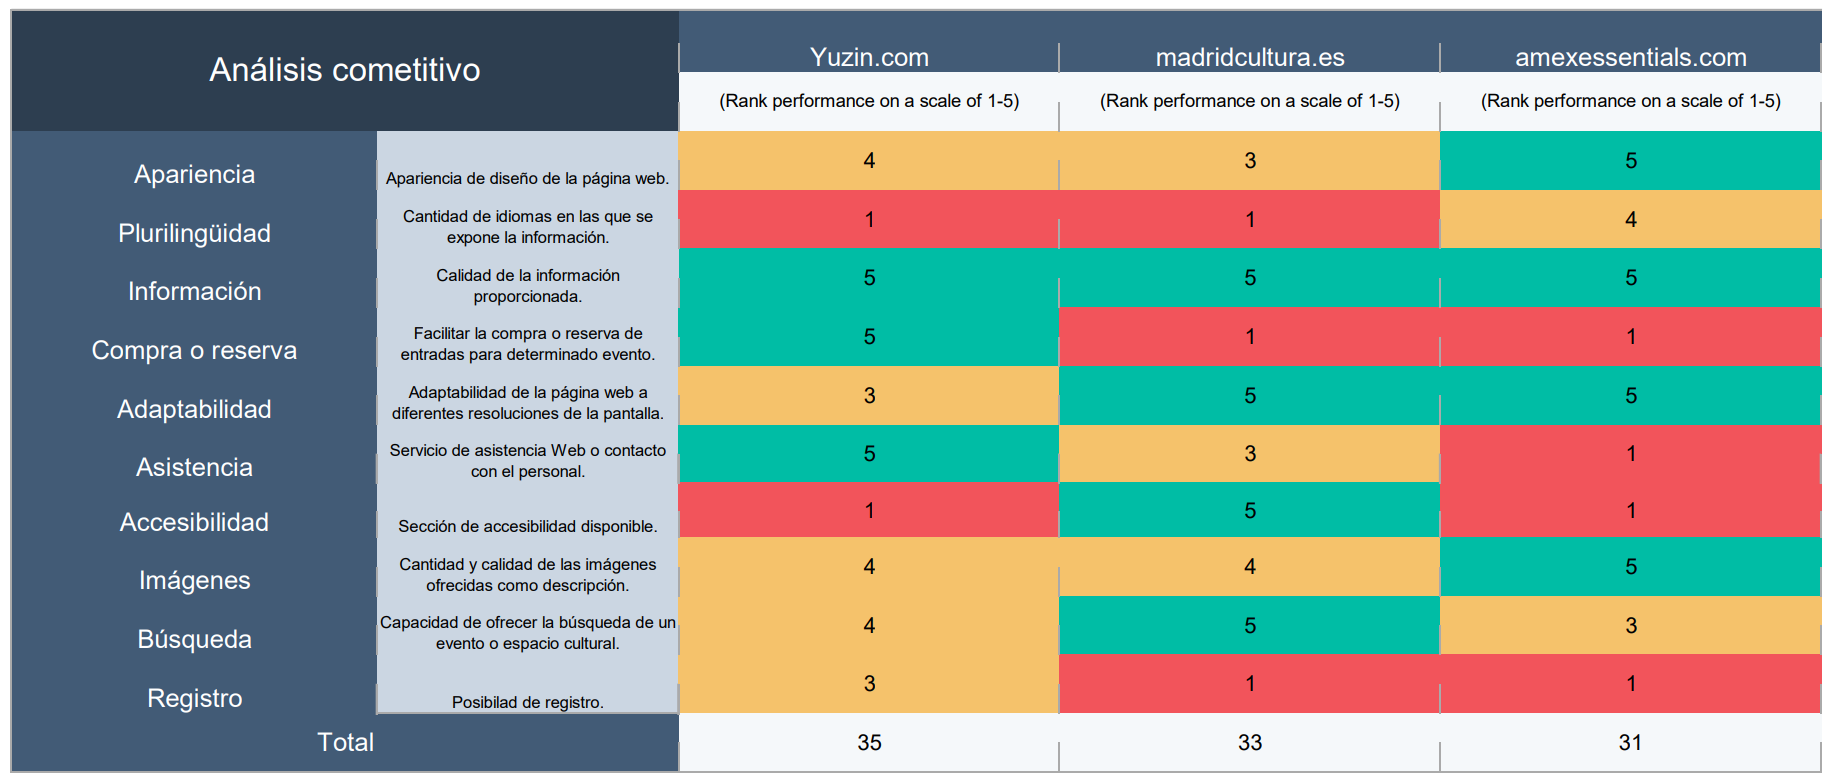 Análisis cometitivo
Yuzin.com
madridcultura.es
amexessentials.com
(Rank performance on a scale of 1-5)
(Rank performance on a scale of 1-5)
(Rank performance on a scale of 1-5)
Apariencia
Apariencia de diseño de la página web.
4
3
5
Plurilingüidad
Cantidad de idiomas en las que se
expone la información.
1
1
4
Información
Calidad de la información
proporcionada.
5
5
5
Compra o reserva
Facilitar la compra o reserva de
entradas para determinado evento.
5
1
1
Adaptabilidad
Adaptabilidad de la página web a
diferentes resoluciones de la pantalla.
3
5
5
Asistencia
Servicio de asistencia Web o contacto
con el personal.
5
3
1
Accesibilidad
Sección de accesibilidad disponible.
1
5
1
Imágenes
Cantidad y calidad de las imágenes
ofrecidas como descripción.
4
4
5
Búsqueda
Capacidad de ofrecer la búsqueda de un
evento o espacio cultural.
4
5
3
Registro
Posibilad de registro.
3
1
1
Total
35
33
31